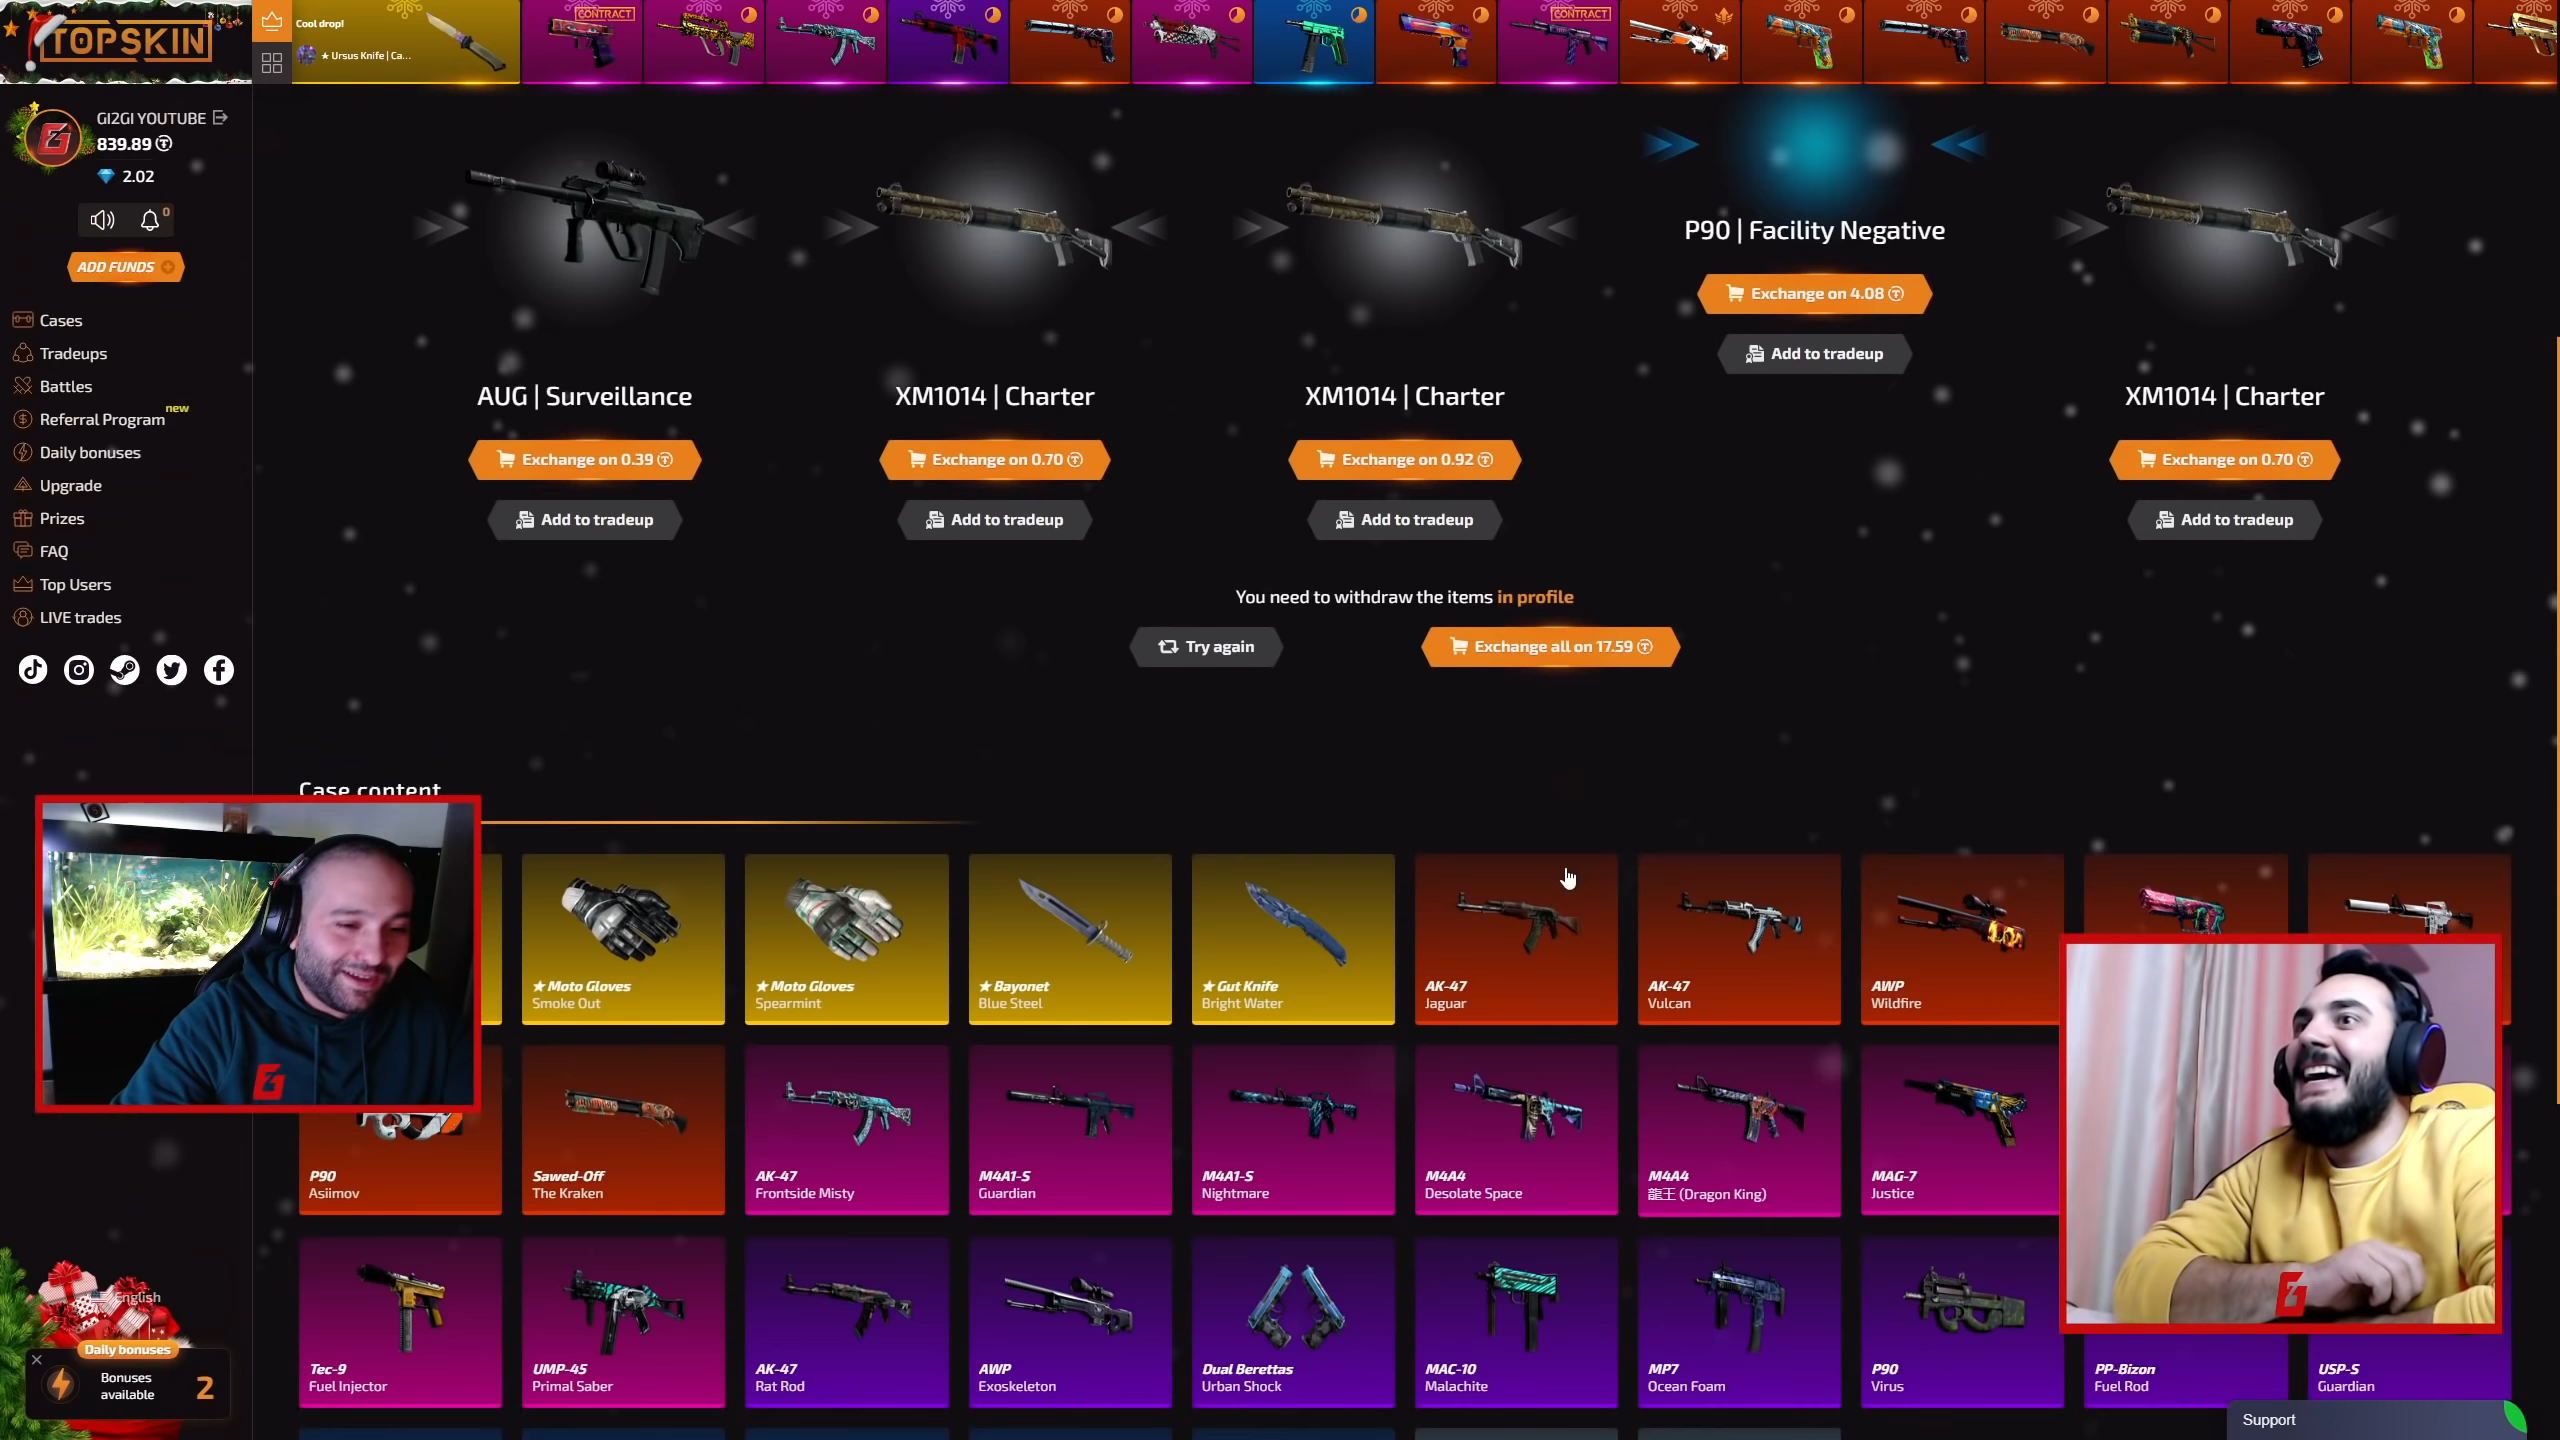 TOPSKIN
Cool drop!
★ Ursus Knife | Ca...
CONTRACT
CONTRACT
GI2GI YOUTUBE
839.89
2.02
0
ADD FUNDS
Cases
Tradeups
Battles
Referral Program new
Daily bonuses
Upgrade
Prizes
FAQ
Top Users
LIVE trades
P90 | Facility Negative
Exchange on 4.08
Add to tradeup
AUG | Surveillance
XM1014 | Charter
XM1014 | Charter
XM1014 | Charter
Exchange on 0.39
Exchange on 0.70
Exchange on 0.92
Exchange on 0.70
Add to tradeup
Add to tradeup
Add to tradeup
Add to tradeup
You need to withdraw the items in profile
Try again
Exchange all on 17.59
Case content
★ Moto Gloves
Smoke Out
★ Moto Gloves
Spearmint
★ Bayonet
Blue Steel
★ Gut Knife
Bright Water
AK-47
Jaguar
AK-47
Vulcan
AWP
Wildfire
P90
Asiimov
Sawed-Off
The Kraken
AK-47
Frontside Misty
M4A1-S
Guardian
M4A1-S
Nightmare
M4A4
Desolate Space
M4A4
龍王 (Dragon King)
MAG-7
Justice
Tec-9
Fuel Injector
UMP-45
Primal Saber
AK-47
Rat Rod
AWP
Exoskeleton
Dual Berettas
Urban Shock
MAC-10
Malachite
MP7
Ocean Foam
P90
Virus
PP-Bizon
Fuel Rod
USP-S
Guardian
English
Daily bonuses
Bonuses
available
2
Support